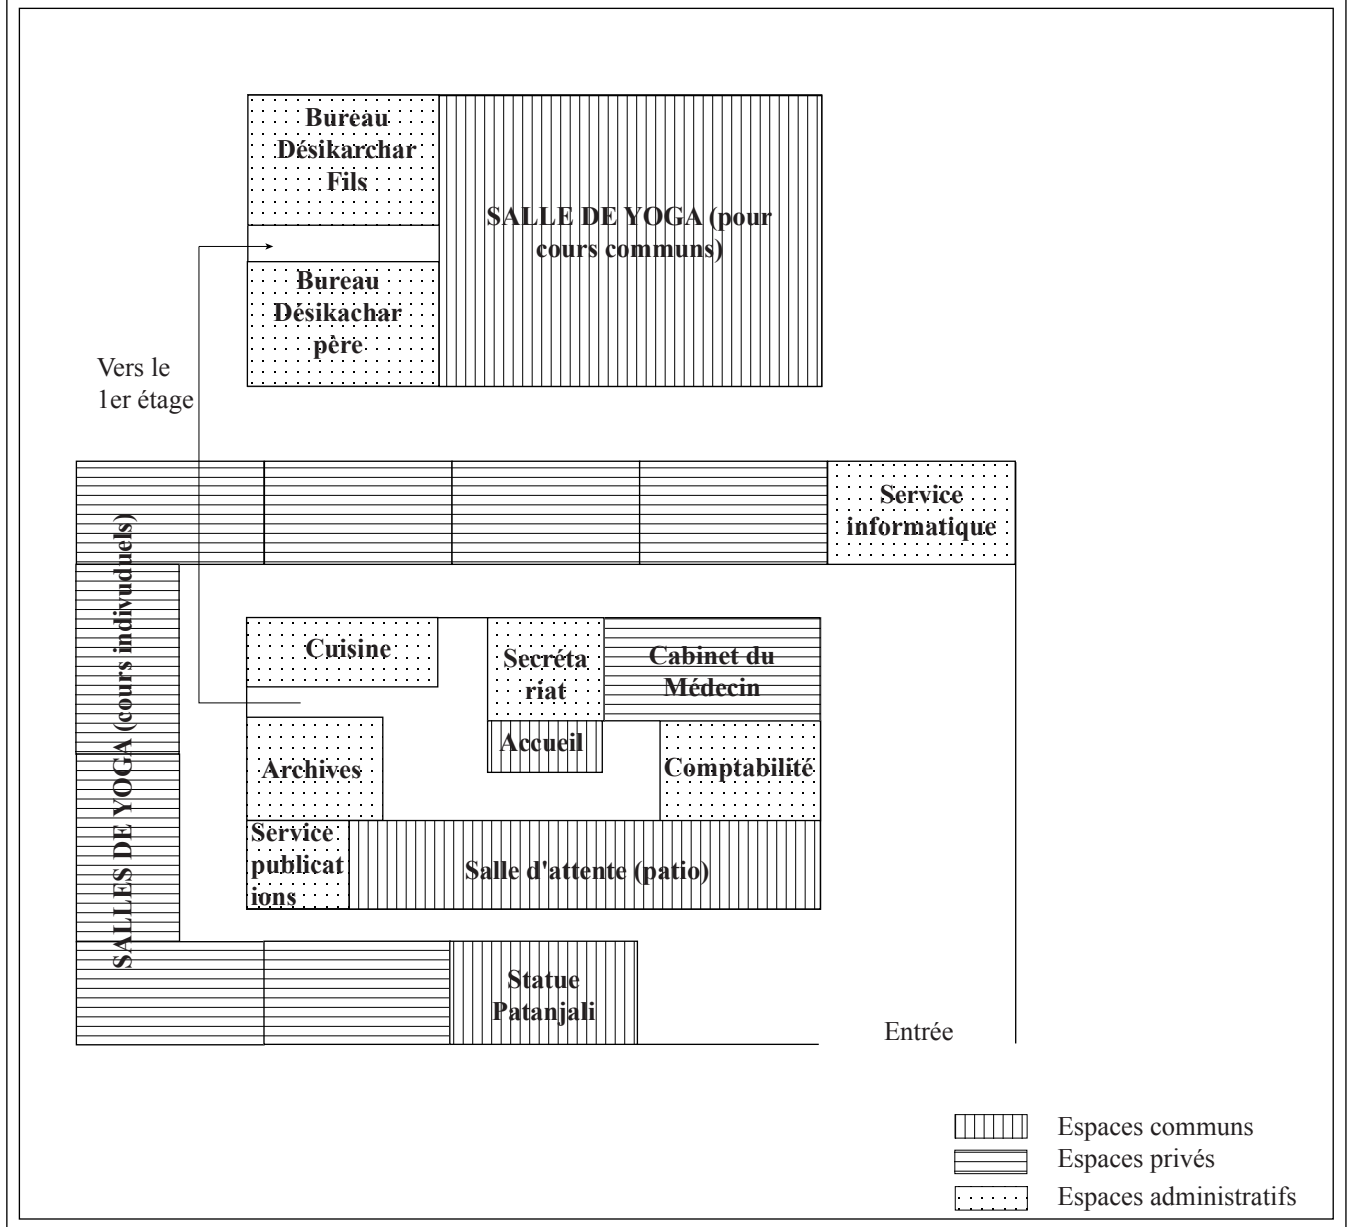 Bureau
Désikarchar
Fils
SALLE DE YOGA (pour
cours communs)
Bureau
Désikachar
père
Vers le
1er étage
Service
informatique
SALLES DE YOGA (cours indivuduels)
Cuisine
Secréta
riat
Cabinet du
Médecin
Accueil
Archives
Comptabilité
Service
publicat
ions
Salle d'attente (patio)
Statue
Patanjali
Entrée
Espaces communs
Espaces privés
Espaces administratifs